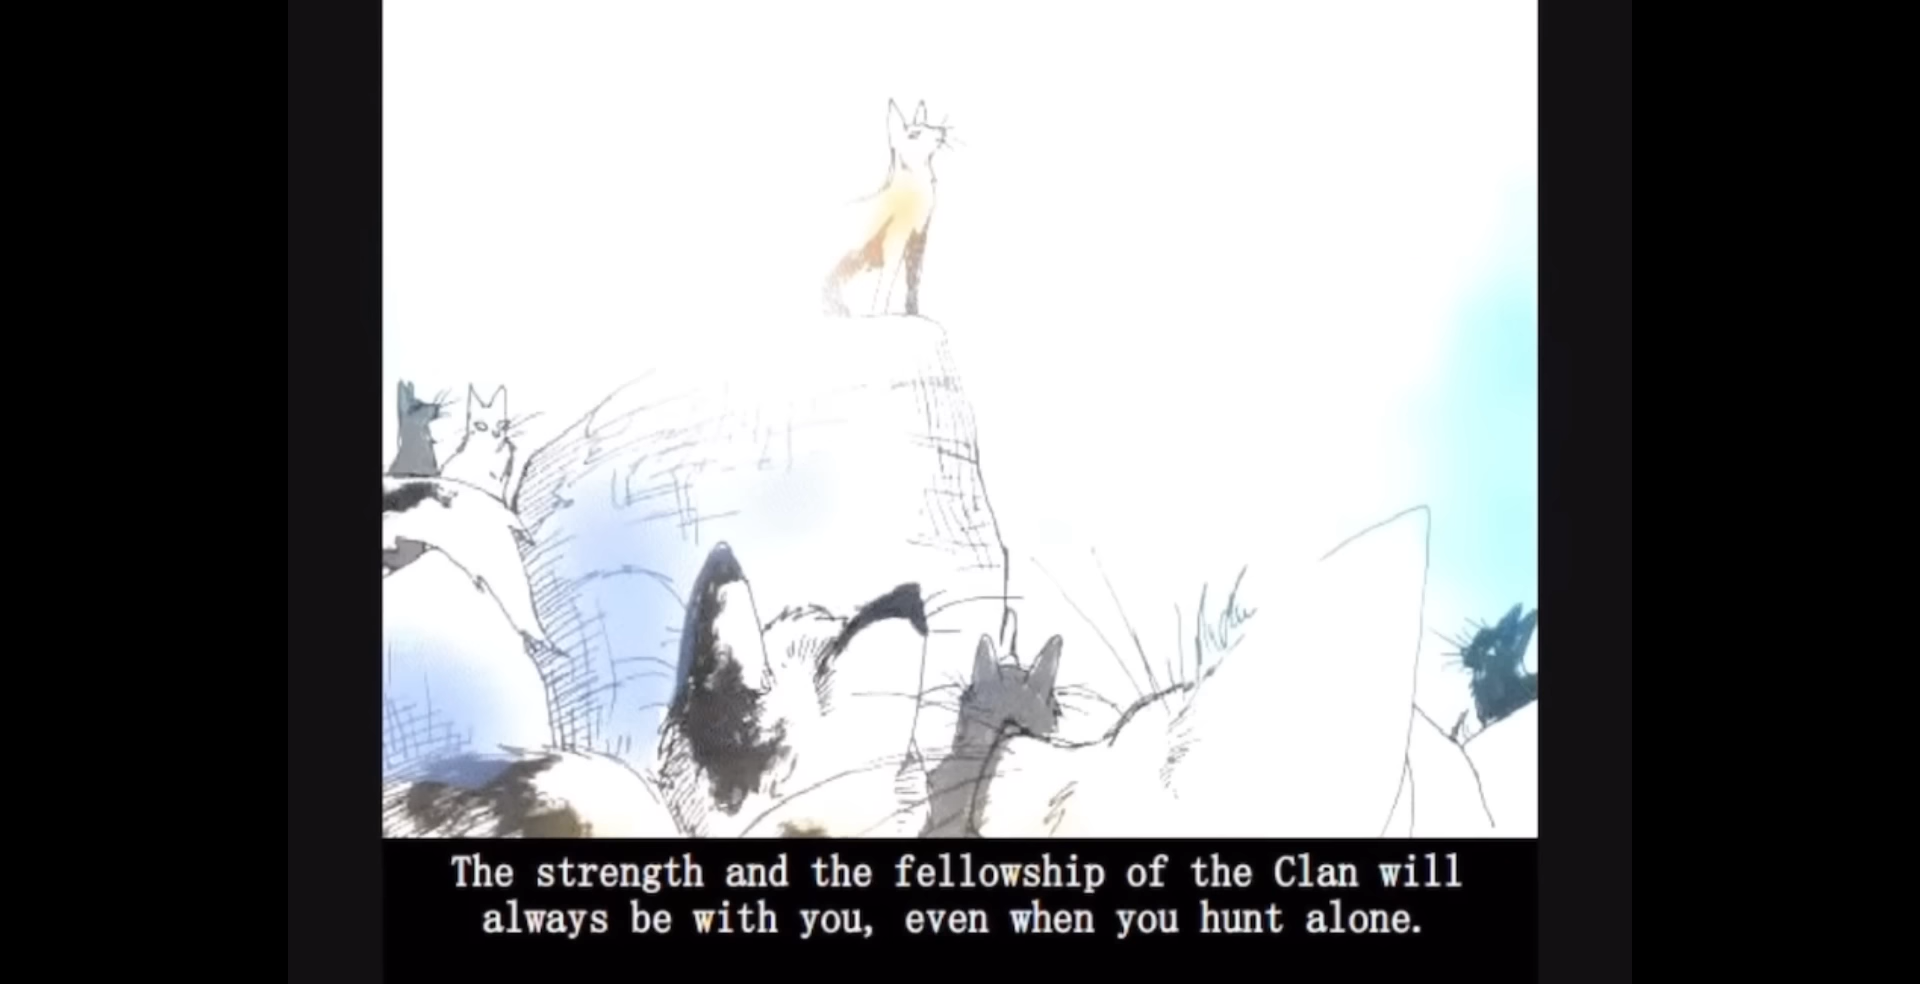 The strength and the fellowship of the Clan will
always be with you, even when you hunt alone.